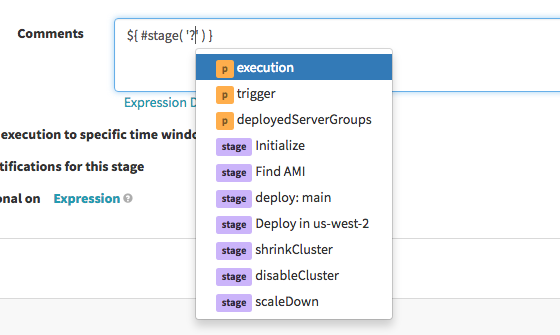 Comments
${ #stage( '?' ) }
p execution
p trigger
p deployedServerGroups
stage Initialize
stage Find AMI
stage deploy: main
stage Deploy in us-west-2
stage shrinkCluster
stage disableCluster
stage scaleDown
Expression D
execution to specific time windo
tifications for this stage
nal on Expression ?